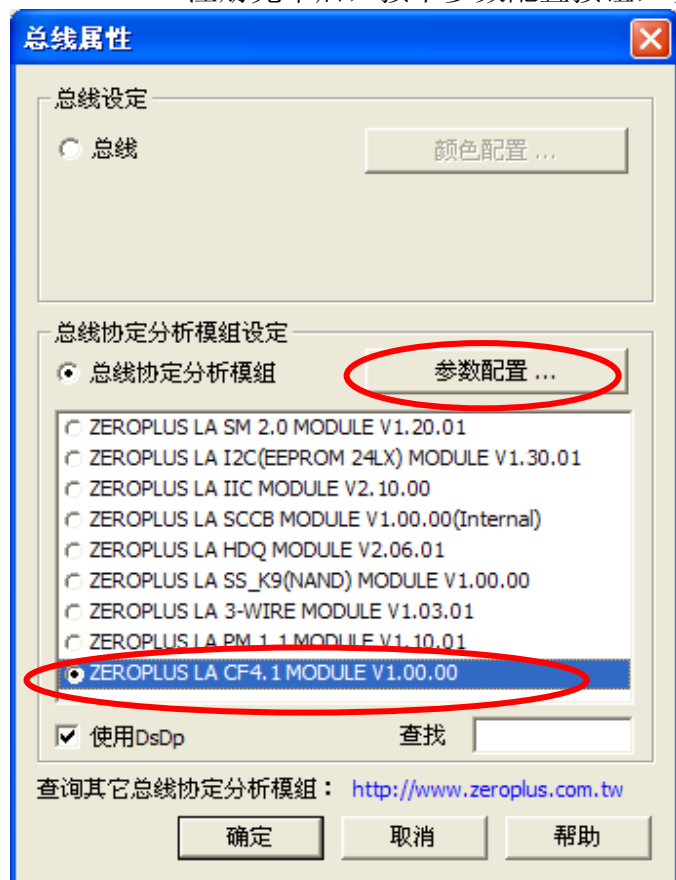 总线属性
总线设定
总线
颜色配置 ...
总线协定分析模组设定
总线协定分析模组
参数配置 ...
ZEROPLUS LA SM 2.0 MODULE V1.20.01
ZEROPLUS LA I2C(EEPROM 24LX) MODULE V1.30.01
ZEROPLUS LA IIC MODULE V2.10.00
ZEROPLUS LA SCCB MODULE V1.00.00(Internal)
ZEROPLUS LA HDQ MODULE V2.06.01
ZEROPLUS LA SS_K9(NAND) MODULE V1.00.00
ZEROPLUS LA 3-WIRE MODULE V1.03.01
ZEROPLUS LA PM 1.1 MODULE V1.10.01
ZEROPLUS LA CF4.1 MODULE V1.00.00
使用DsDp
查找
查询其它总线协定分析模组： http://www.zeroplus.com.tw
确定 取消 帮助